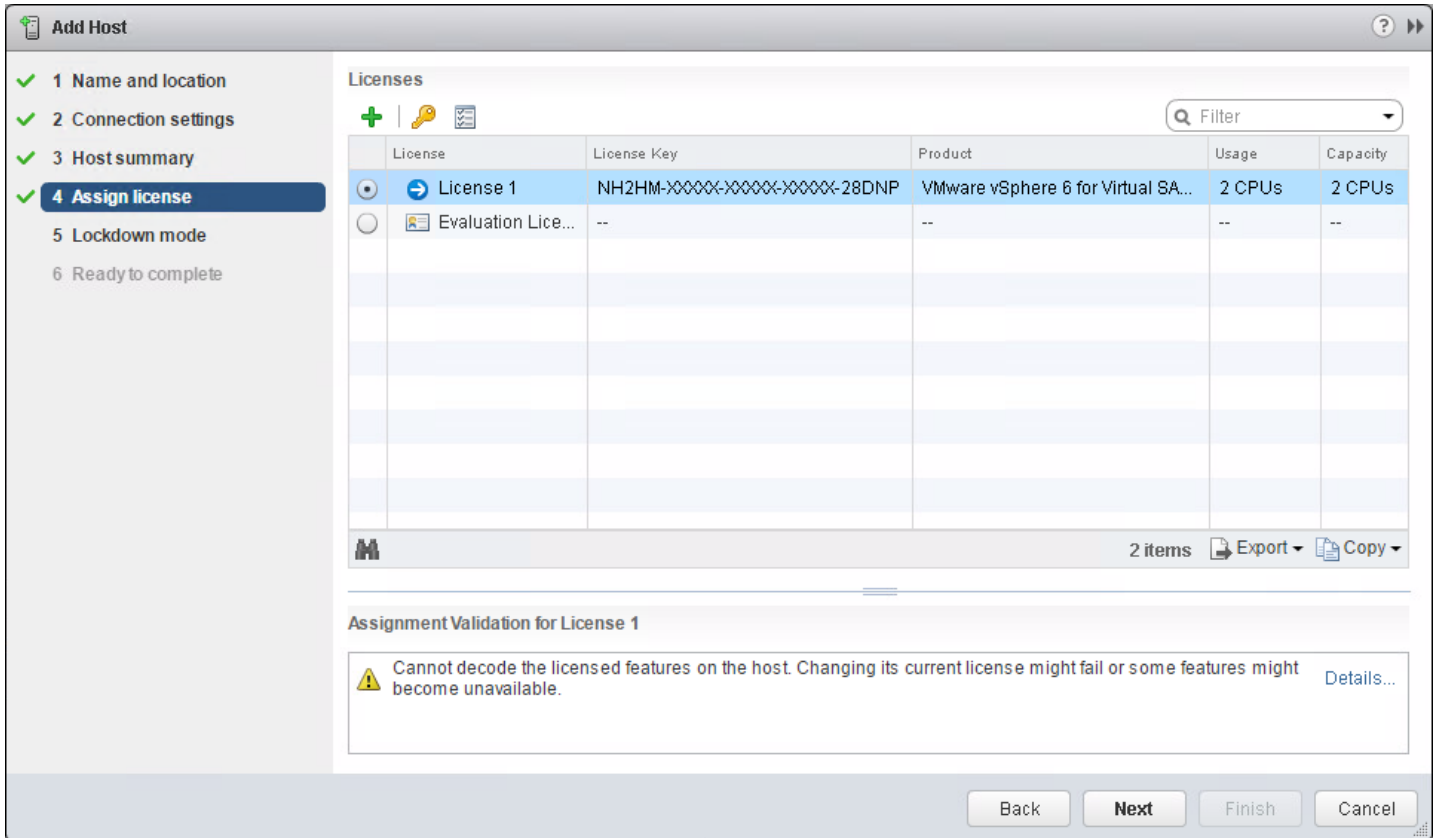 Add Host
1 Name and location
2 Connection settings
3 Host summary
4 Assign license
5 Lockdown mode
6 Ready to complete
Licenses
Filter
License License Key Product Usage Capacity
License 1 NH2HM-XXXXX-XXXXX-XXXXX-28DNP VMware vSphere 6 for Virtual SA... 2 CPUs 2 CPUs
Evaluation Lice... -- -- -- --
2 items Export Copy
Assignment Validation for License 1
Cannot decode the licensed features on the host. Changing its current license might fail or some features might
become unavailable.
Details...
Back Next Finish Cancel